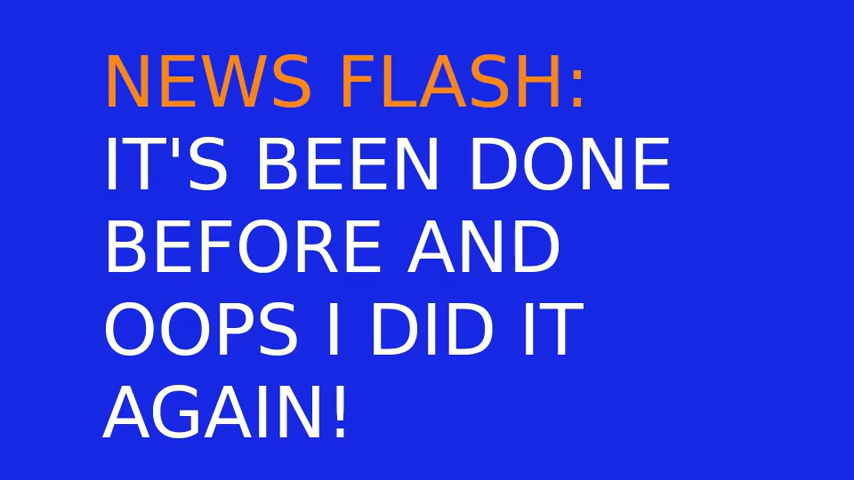 NEWS FLASH:
IT'S BEEN DONE
BEFORE AND
OOPS I DID IT
AGAIN!